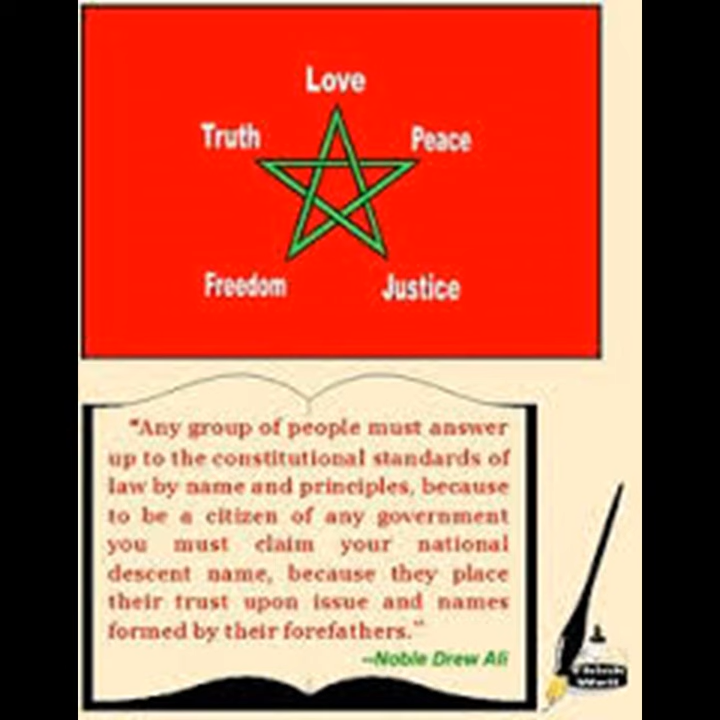 Love
Truth
Peace
Freedom
Justice
"Any group of people must answer
up to the constitutional standards of
law by name and principles, because
to be a citizen of any government
you must claim your national
descent name, because they place
their trust upon issue and names
formed by their forefathers."
--Noble Drew Ali